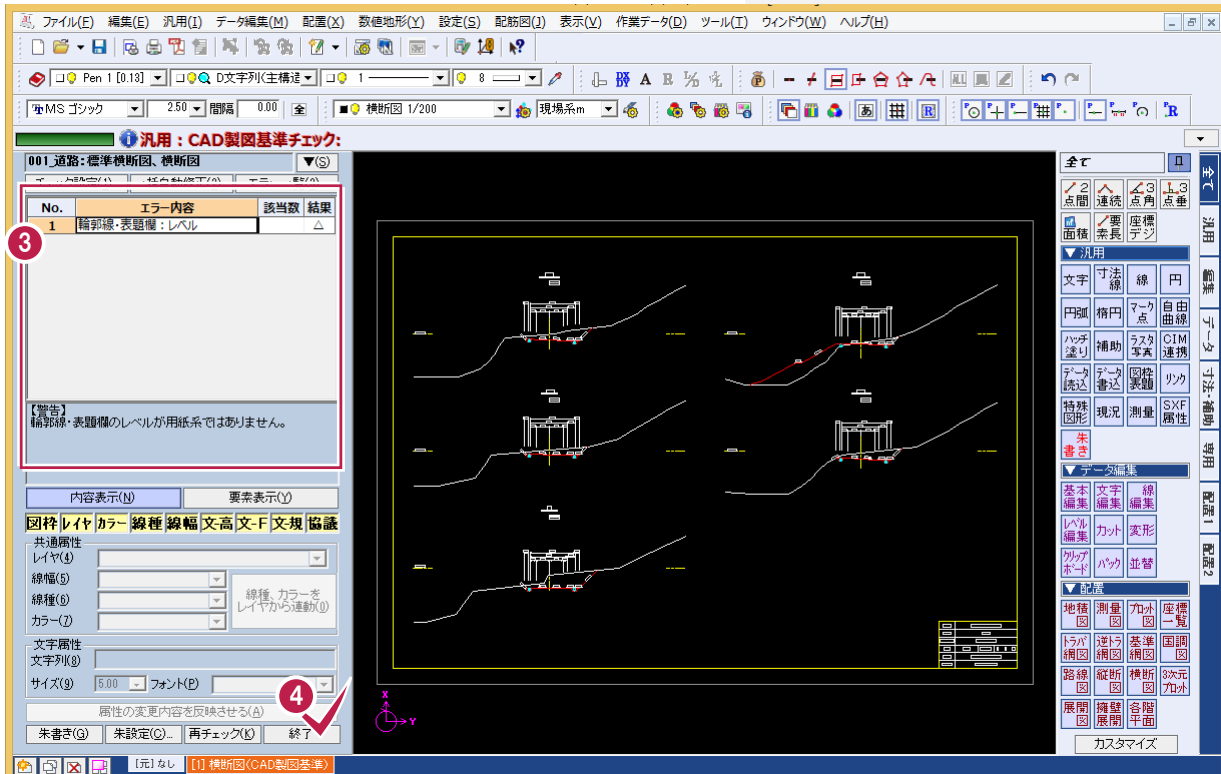 ファイル(F) 編集(E) 汎用(I) データ編集(M) 配置(X) 数値地形(Y) 設定(S) 配筋図(J) 表示(V) 作業データ(D) ツール(T) ウィンドウ(W) ヘルプ(H)
Pen 1 [0.13] D文字列(主構造 1 8
MS ゴシック 2.50 間隔 0.00 全 横断図 1/200 現場系m
汎用：CAD製図基準チェック:
001_道路:標準横断図、横断図 ▼(S)
No. エラー内容 該当数 結果
1 輪郭線・表題欄：レベル △
3
【警告】
輪郭線・表題欄のレベルが用紙系ではありません。
内容表示(N) 要素表示(Y)
図枠 レイヤ カラー 線種 線幅 文-高 文-F 文-規 協議
共通属性
レイヤ(4)
線幅(5)
線種(6)
カラー(7)
線種、カラーを
レイヤから連動(0)
文字属性
文字列(8)
サイズ(9) 5.00 フォント(P)
4
属性の変更内容を反映させる(A)
朱書き(G) 朱設定(C)... 再チェック(K) 終了
[元]なし [1] 横断図(CAD製図基準)
X
Y
全て
2点間 連続 3点角 3点垂
面積 要素長 座標デジ
▼ 汎用
文字 寸法線 線 円
円弧 楕円 マーク点 自由曲線
ハッチ塗り 補助 ラスタ写真 CIM連携
データ読込 データ書込 図枠表題 リンク
特殊図形 現況 測量 SXF属性
朱書き
▼ データ編集
基本編集 文字編集 線編集
レベル編集 カット 変形
クリップボード パック 並替
▼ 配置
地積図 測量図 プロット図 座標一覧
トラバ網図 逆トラ網図 基準網図 国調図
路線図 縦断図 横断図 3次元プロット
展開図 擁壁展開 各階平面
カスタマイズ
全て
汎用
編集
データ
寸法・補助
専用
配置1
配置2